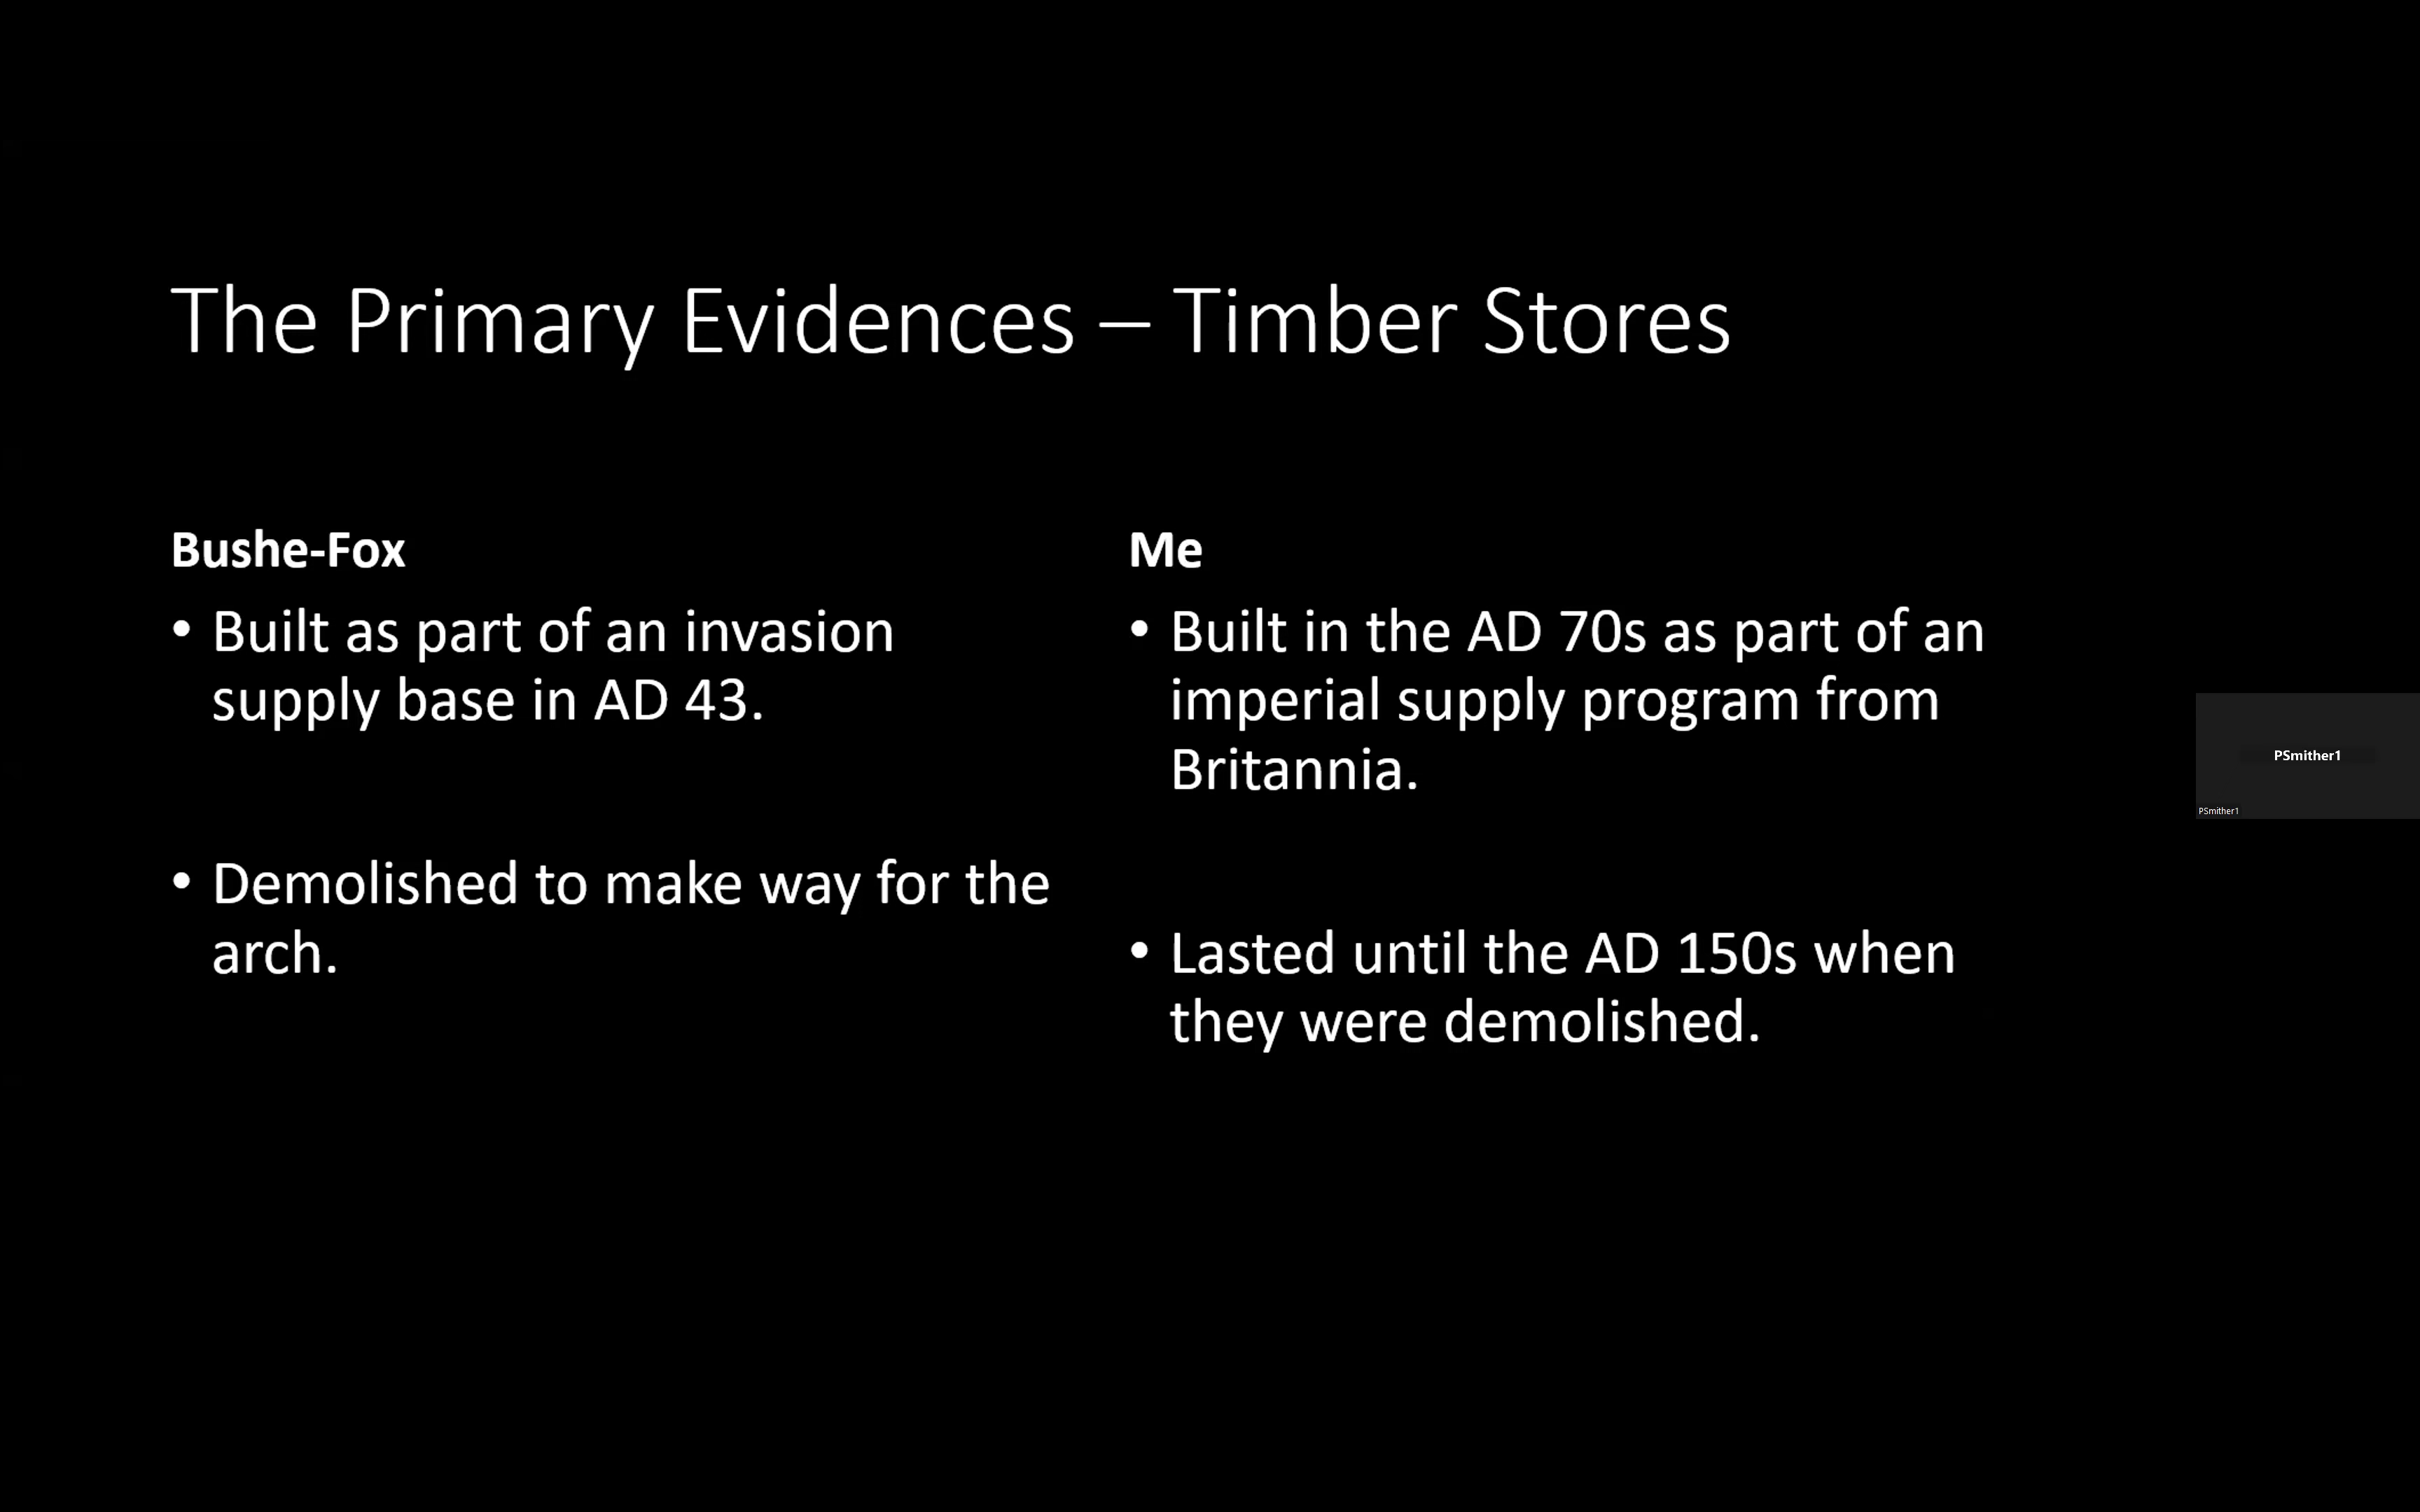 The Primary Evidences – Timber Stores
Bushe-Fox
• Built as part of an invasion
supply base in AD 43.
• Demolished to make way for the
arch.
Me
• Built in the AD 70s as part of an
imperial supply program from
Britannia.
• Lasted until the AD 150s when
they were demolished.
PSmither1
PSmither1